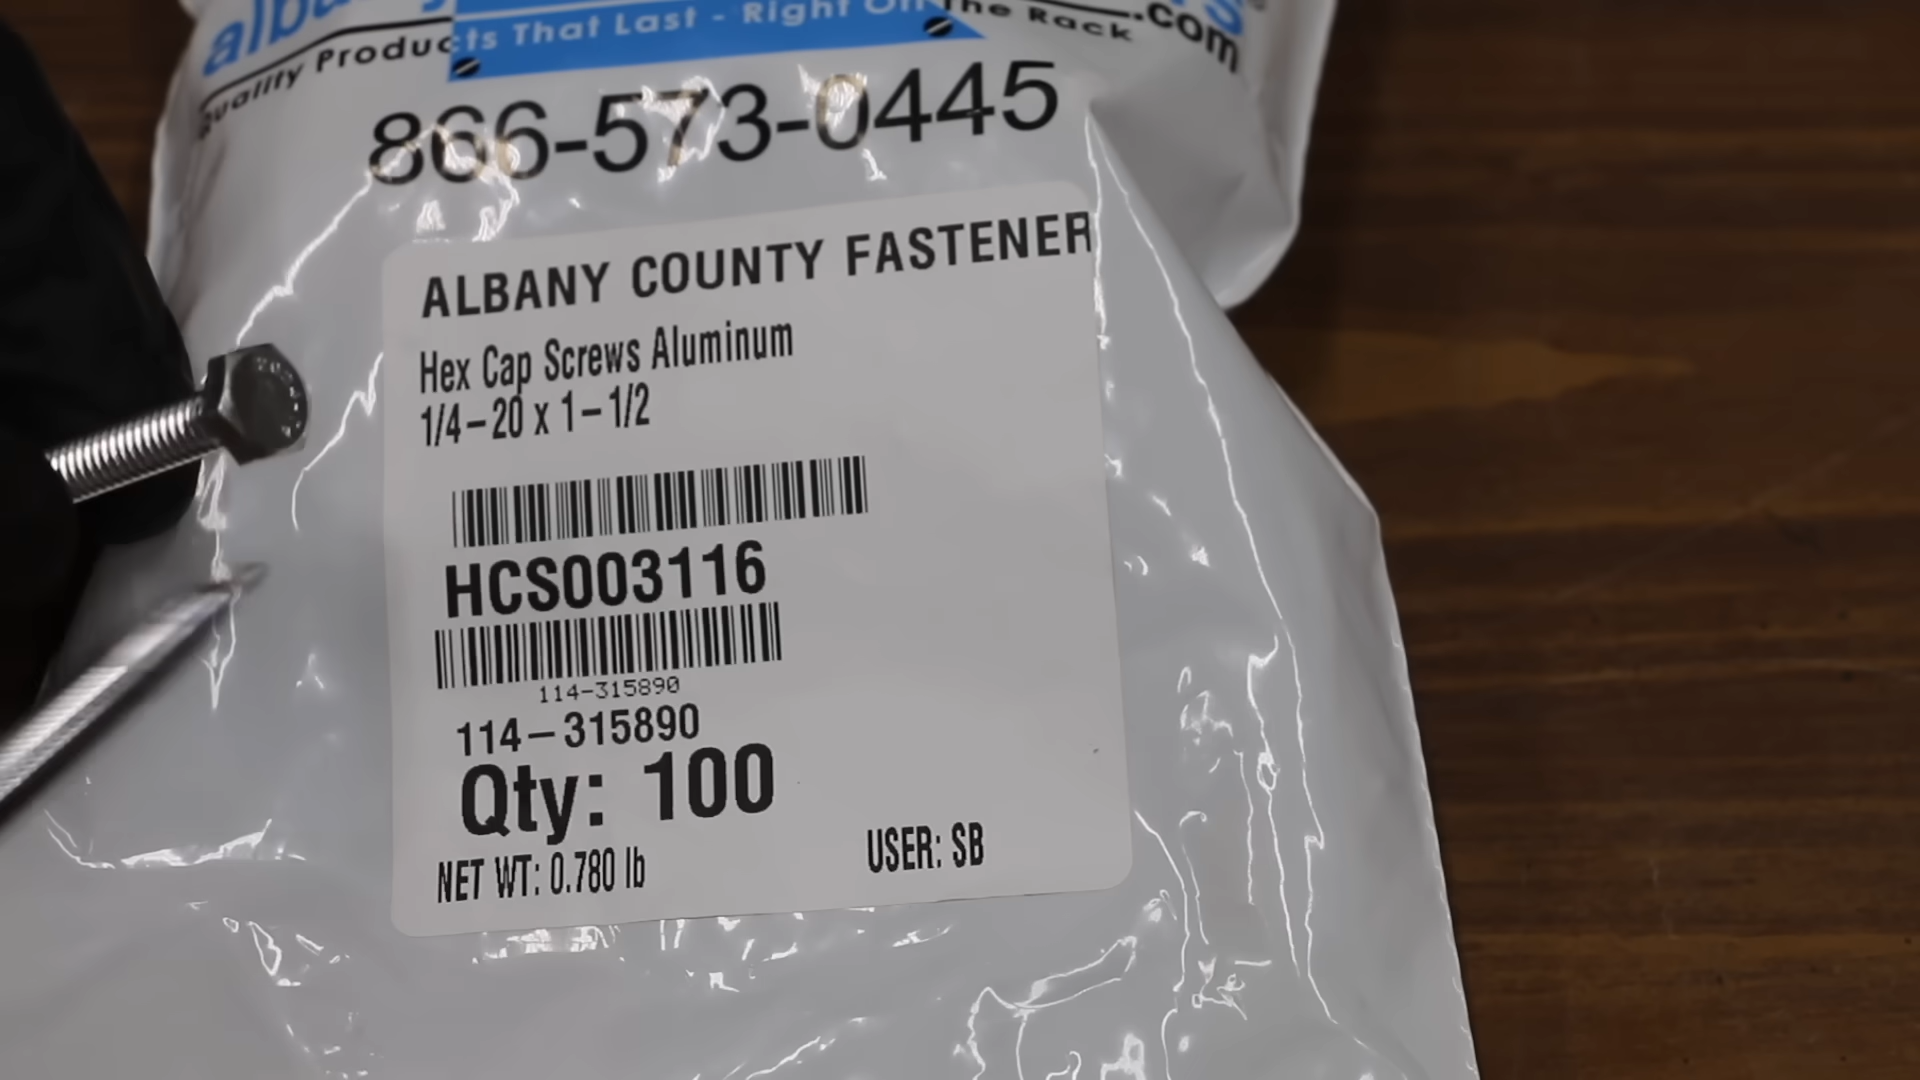 Quality Products That Last - Right On The Rack
.com
866-573-0445
ALBANY COUNTY FASTENER
Hex Cap Screws Aluminum
1/4-20 x 1-1/2
HCS003116
114-315890
114-315890
Qty: 100
NET WT: 0.780 lb
USER: SB